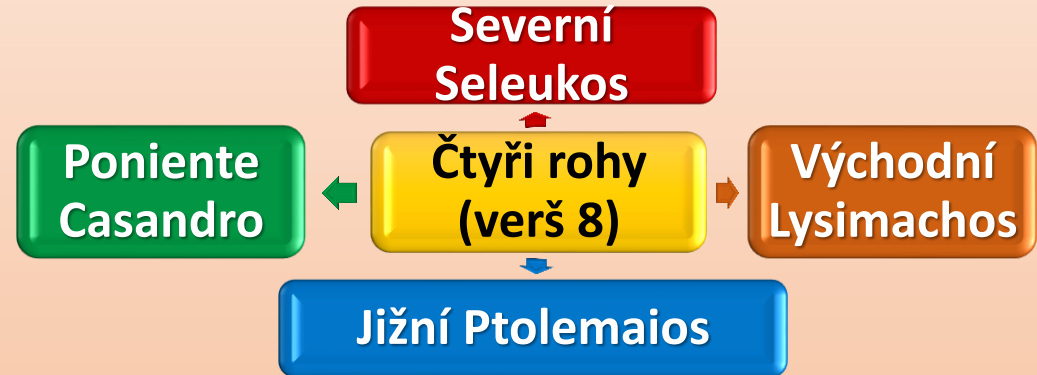 Severní
Seleukos
Poniente
Casandro
Čtyři rohy
(verš 8)
Východní
Lysimachos
Jižní Ptolemaios